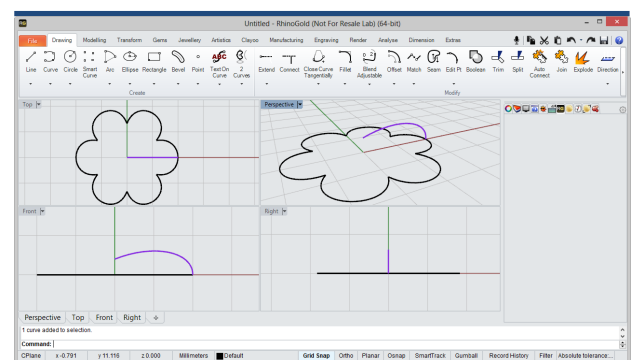 Untitled - RhinoGold (Not For Resale Lab) (64-bit)
File Drawing Modelling Transform Gems Jewellery Artistics Clayoo Manufacturing Engraving Render Analyse Dimension Extras
Line Curve Circle Smart Curve Arc Ellipse Rectangle Bevel Point Text On Curve 2 Curves Extend Connect Close Curve Tangentially Fillet Blend Adjustable Offset Match Seam Edit Pt Boolean Trim Split Auto Connect Join Explode Direction
Create Modify
Top Perspective
Front Right
Perspective Top Front Right
1 curve added to selection.
Command:
CPlane x -0.791 y 11.116 z 0.000 Millimeters Default Grid Snap Ortho Planar Osnap SmartTrack Gumball Record History Filter Absolute tolerance:...